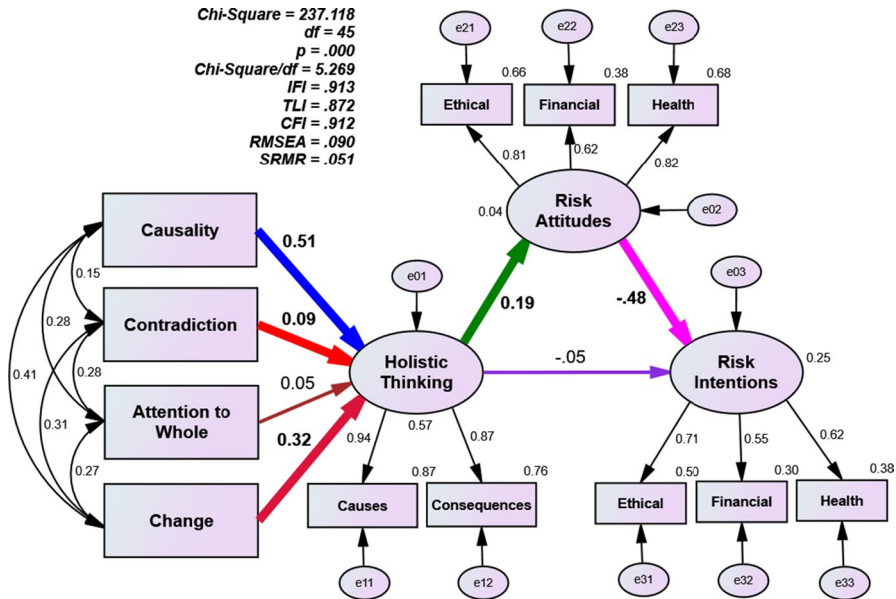 Chi-Square = 237.118
df = 45
p = .000
Chi-Square/df = 5.269
IFI = .913
TLI = .872
CFI = .912
RMSEA = .090
SRMR = .051
e21
e22
e23
0.66
0.38
0.68
Ethical
Financial
Health
0.81
0.62
0.82
0.04
Risk
Attitudes
e02
Causality
0.51
0.15
e01
0.19
-.48
e03
Contradiction
0.09
0.28
0.41
0.28
0.31
Holistic
Thinking
-.05
Risk
Intentions
0.25
0.05
Attention to
Whole
0.32
0.27
0.94
0.57
0.87
0.71
0.55
0.62
0.87
0.76
0.50
0.30
0.38
Change
Causes
Consequences
Ethical
Financial
Health
e11
e12
e31
e32
e33